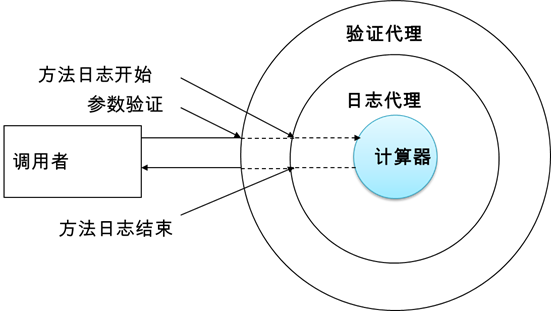 验证代理
方法日志开始
参数验证
日志代理
调用者
计算器
方法日志结束